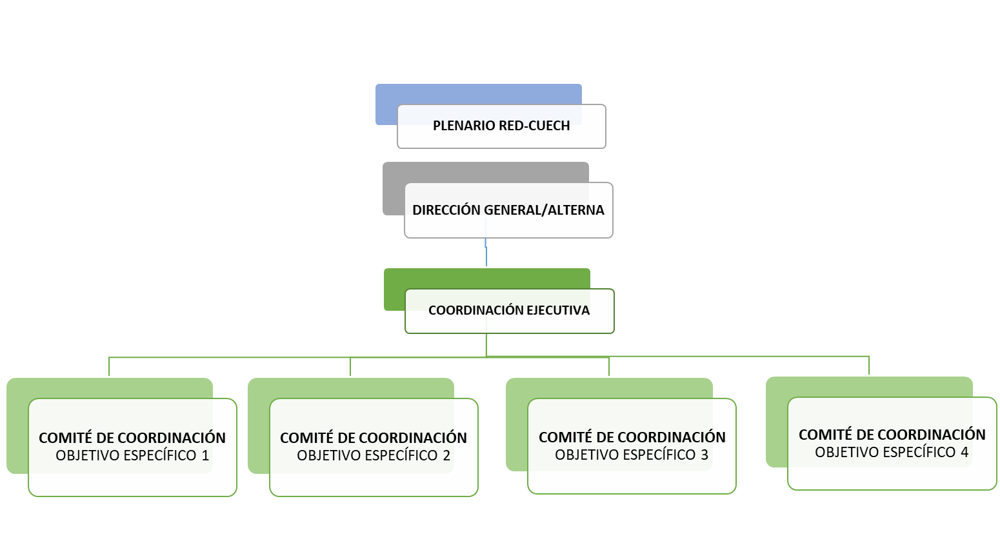 PLENARIO RED-CUECH
DIRECCIÓN GENERAL/ALTERNA
COORDINACIÓN EJECUTIVA
COMITÉ DE COORDINACIÓN
OBJETIVO ESPECÍFICO 1
COMITÉ DE COORDINACIÓN
OBJETIVO ESPECÍFICO 2
COMITÉ DE COORDINACIÓN
OBJETIVO ESPECÍFICO 3
COMITÉ DE COORDINACIÓN
OBJETIVO ESPECÍFICO 4